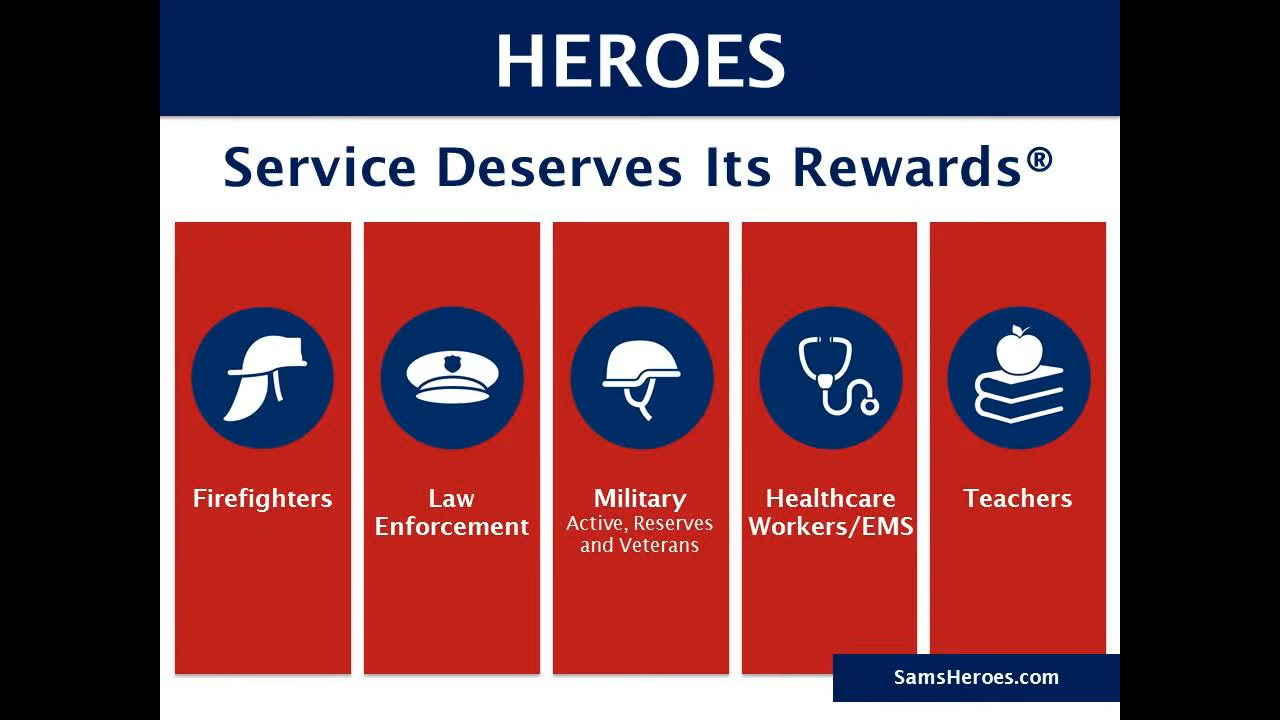 HEROES
Service Deserves Its Rewards®
Firefighters
Law
Enforcement
Military
Active, Reserves
and Veterans
Healthcare
Workers/EMS
Teachers
SamsHeroes.com